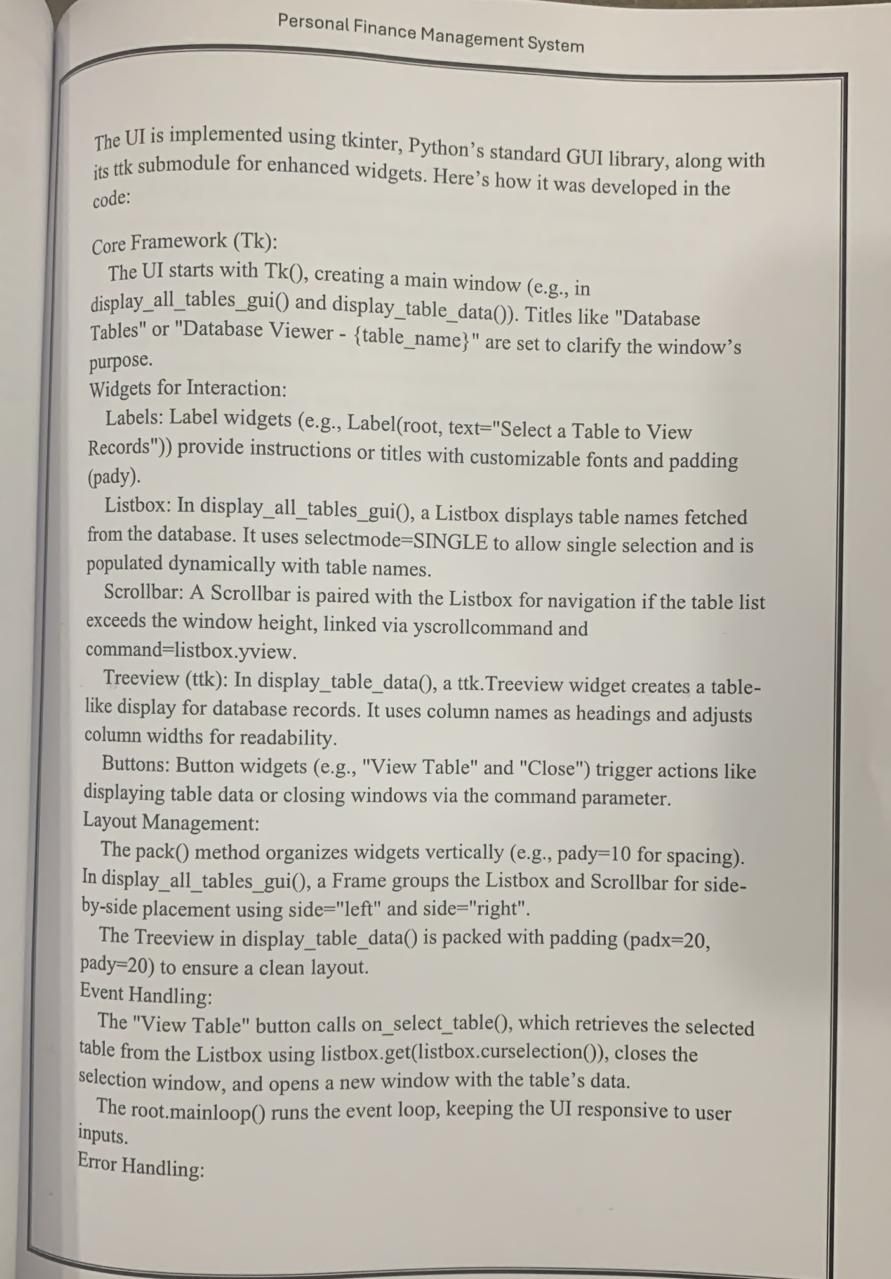 Personal Finance Management System
The UI is implemented using tkinter, Python's standard GUI library, along with
its ttk submodule for enhanced widgets. Here's how it was developed in the
code:
Core Framework (Tk):
The UI starts with Tk(), creating a main window (e.g., in
display_all_tables_gui() and display_table_data()). Titles like "Database
Tables" or "Database Viewer - {table_name}" are set to clarify the window's
purpose.
Widgets for Interaction:
Labels: Label widgets (e.g., Label(root, text="Select a Table to View
Records")) provide instructions or titles with customizable fonts and padding
(pady).
Listbox: In display_all_tables_gui(), a Listbox displays table names fetched
from the database. It uses selectmode=SINGLE to allow single selection and is
populated dynamically with table names.
Scrollbar: A Scrollbar is paired with the Listbox for navigation if the table list
exceeds the window height, linked via yscrollcommand and
command=listbox.yview.
Treeview (ttk): In display_table_data(), a ttk.Treeview widget creates a table-
like display for database records. It uses column names as headings and adjusts
column widths for readability.
Buttons: Button widgets (e.g., "View Table" and "Close") trigger actions like
displaying table data or closing windows via the command parameter.
Layout Management:
The pack() method organizes widgets vertically (e.g., pady=10 for spacing).
In display_all_tables_gui(), a Frame groups the Listbox and Scrollbar for side-
by-side placement using side="left" and side="right".
The Treeview in display_table_data() is packed with padding (padx=20,
pady=20) to ensure a clean layout.
Event Handling:
The "View Table" button calls on_select_table(), which retrieves the selected
table from the Listbox using listbox.get(listbox.curselection()), closes the
selection window, and opens a new window with the table's data.
The root.mainloop() runs the event loop, keeping the UI responsive to user
inputs.
Error Handling: